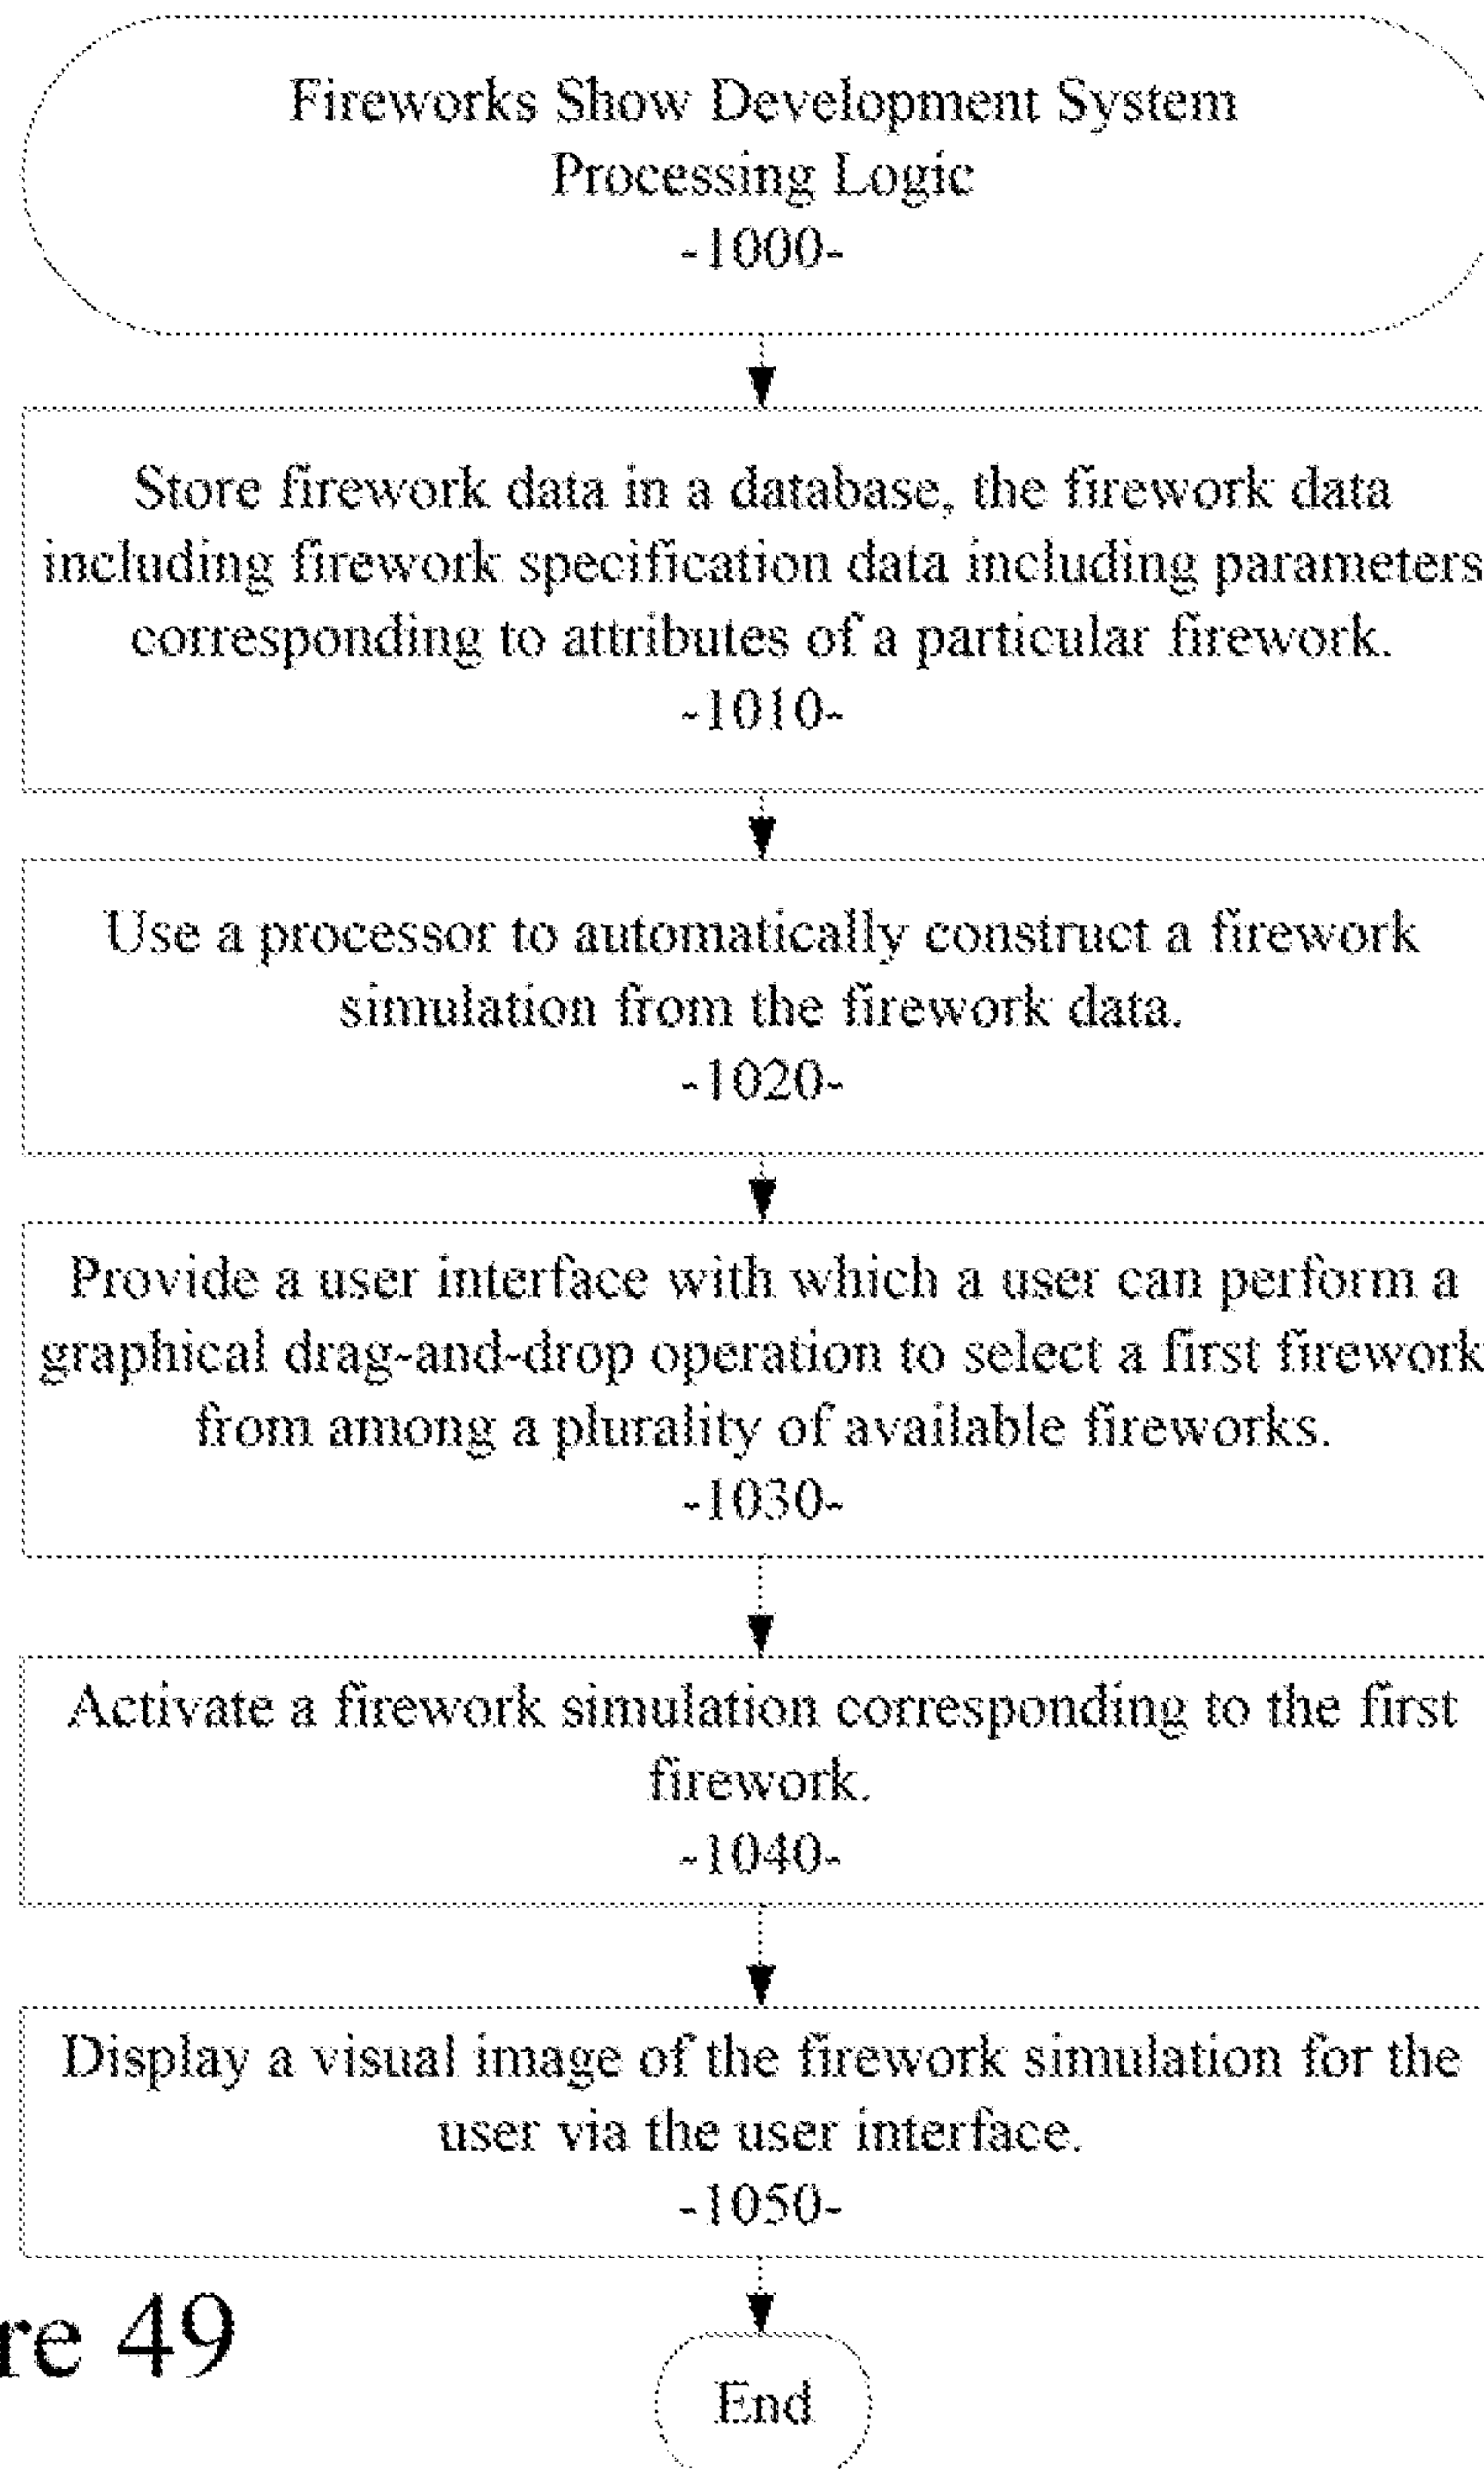 Fireworks Show Development System
Processing Logic
-1000-
Store firework data in a database, the firework data
including firework specification data including parameters
corresponding to attributes of a particular firework.
-1010-
Use a processor to automatically construct a firework
simulation from the firework data.
-1020-
Provide a user interface with which a user can perform a
graphical drag-and-drop operation to select a first firework
from among a plurality of available fireworks.
-1030-
Activate a firework simulation corresponding to the first
firework.
-1040-
Display a visual image of the firework simulation for the
user via the user interface.
-1050-
re 49
End